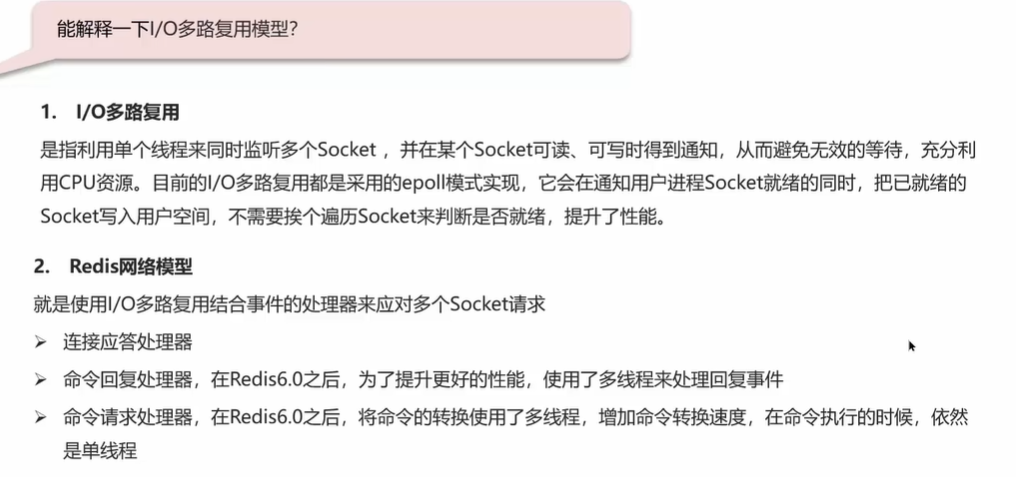 能解释一下I/O多路复用模型?
1. I/O多路复用
是指利用单个线程来同时监听多个Socket ，并在某个Socket可读、可写时得到通知，从而避免无效的等待，充分利
用CPU资源。目前的I/O多路复用都是采用的epoll模式实现，它会在通知用户进程Socket就绪的同时，把已就绪的
Socket写入用户空间，不需要挨个遍历Socket来判断是否就绪，提升了性能。
2. Redis网络模型
就是使用I/O多路复用结合事件的处理器来应对多个Socket请求
➢ 连接应答处理器
➢ 命令回复处理器，在Redis6.0之后，为了提升更好的性能，使用了多线程来处理回复事件
➢ 命令请求处理器，在Redis6.0之后，将命令的转换使用了多线程，增加命令转换速度，在命令执行的时候，依然
是单线程